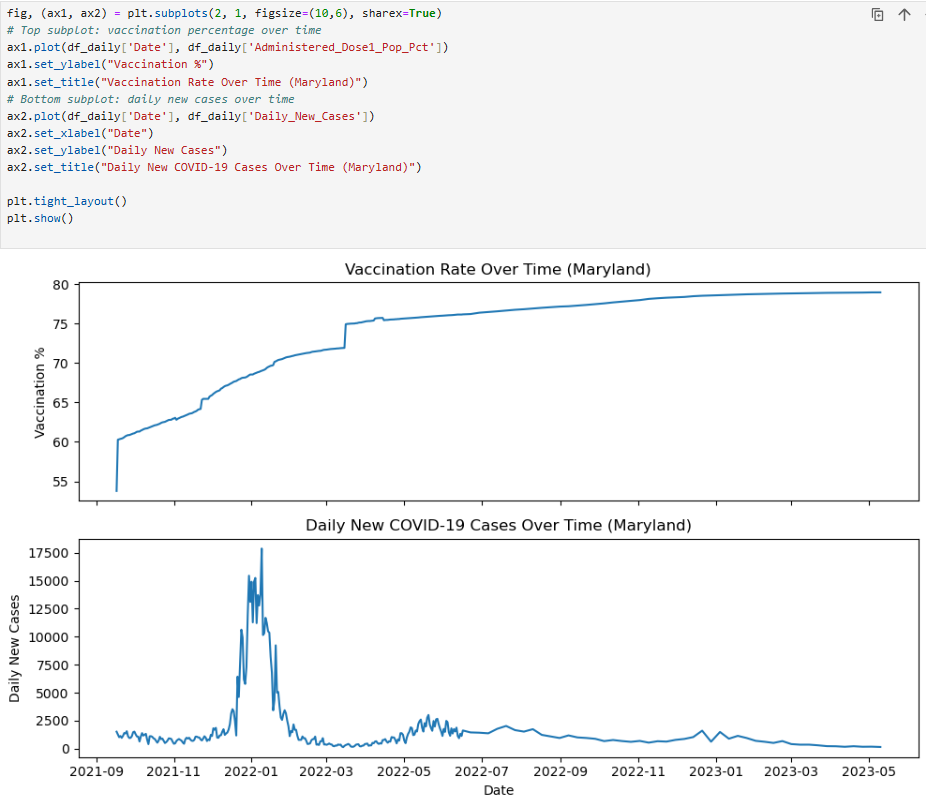 fig, (ax1, ax2) = plt.subplots(2, 1, figsize=(10,6), sharex=True)
# Top subplot: vaccination percentage over time
ax1.plot(df_daily['Date'], df_daily['Administered_Dose1_Pop_Pct'])
ax1.set_ylabel("Vaccination %")
ax1.set_title("Vaccination Rate Over Time (Maryland)")
# Bottom subplot: daily new cases over time
ax2.plot(df_daily['Date'], df_daily['Daily_New_Cases'])
ax2.set_xlabel("Date")
ax2.set_ylabel("Daily New Cases")
ax2.set_title("Daily New COVID-19 Cases Over Time (Maryland)")
plt.tight_layout()
plt.show()
Vaccination Rate Over Time (Maryland)
80
75
70
65
60
55
Vaccination %
Daily New COVID-19 Cases Over Time (Maryland)
17500
15000
12500
10000
7500
5000
2500
0
Daily New Cases
2021-09 2021-11 2022-01 2022-03 2022-05 2022-07 2022-09 2022-11 2023-01 2023-03 2023-05
Date